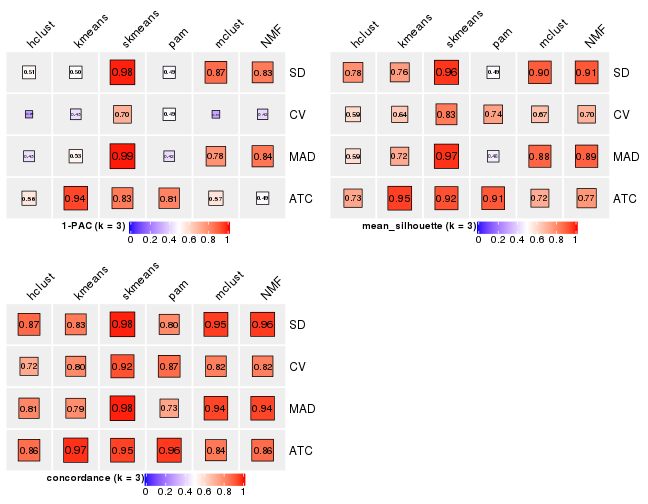 hclust kmeans skmeans pam mclust NMF
0.51 0.50 0.98 0.49 0.87 0.83 SD
0.70 0.49 CV
0.53 0.99 0.78 0.84 MAD
0.56 0.94 0.83 0.81 0.57 0.49 ATC
1-PAC (k = 3)
0 0.2 0.4 0.6 0.8 1
hclust kmeans skmeans pam mclust NMF
0.78 0.76 0.96 0.49 0.90 0.91 SD
0.59 0.64 0.83 0.74 0.67 0.70 CV
0.59 0.72 0.97 0.88 0.89 MAD
0.73 0.95 0.92 0.91 0.72 0.77 ATC
mean_silhouette (k = 3)
0 0.2 0.4 0.6 0.8 1
hclust kmeans skmeans pam mclust NMF
0.87 0.83 0.98 0.80 0.95 0.96 SD
0.72 0.80 0.92 0.87 0.82 0.82 CV
0.81 0.79 0.98 0.73 0.94 0.94 MAD
0.86 0.97 0.95 0.96 0.84 0.86 ATC
concordance (k = 3)
0 0.2 0.4 0.6 0.8 1